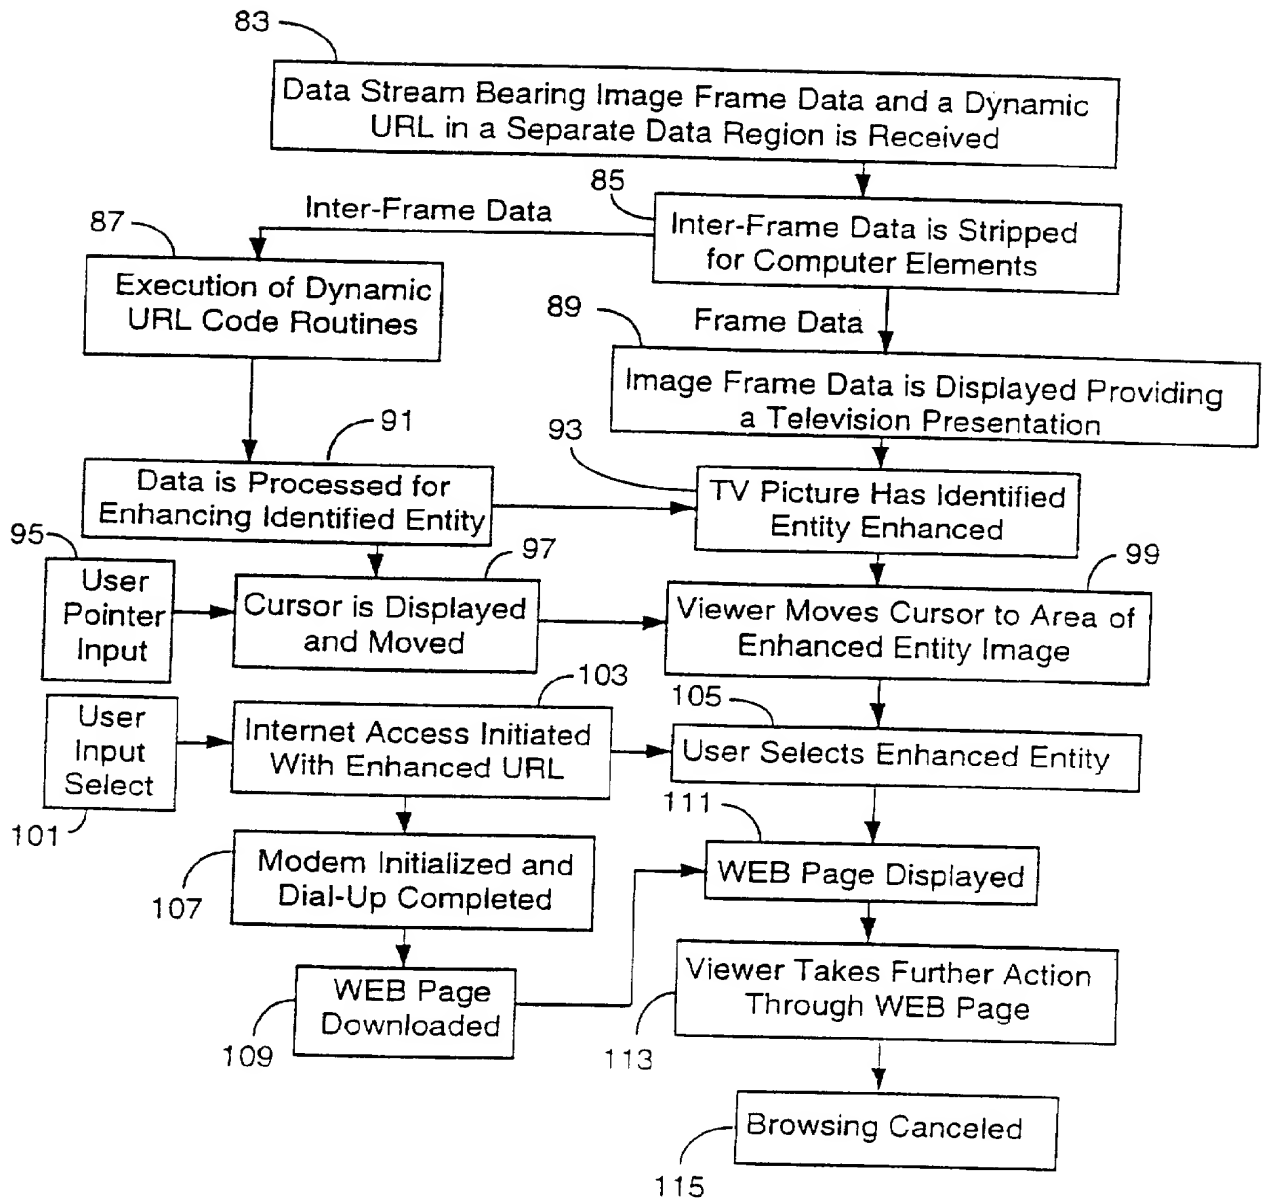 83
Data Stream Bearing Image Frame Data and a Dynamic
URL in a Separate Data Region is Received
85
Inter-Frame Data
87
Inter-Frame Data is Stripped
for Computer Elements
Execution of Dynamic
URL Code Routines
89
Frame Data
Image Frame Data is Displayed Providing
a Television Presentation
91
93
Data is Processed for
Enhancing Identified Entity
TV Picture Has Identified
Entity Enhanced
95
97
99
User
Pointer
Input
Cursor is Displayed
and Moved
Viewer Moves Cursor to Area of
Enhanced Entity Image
103
105
User
Input
Select
Internet Access Initiated
With Enhanced URL
User Selects Enhanced Entity
101
111
Modem Initialized and
Dial-Up Completed
WEB Page Displayed
107
WEB Page
Downloaded
Viewer Takes Further Action
Through WEB Page
109
113
Browsing Canceled
115